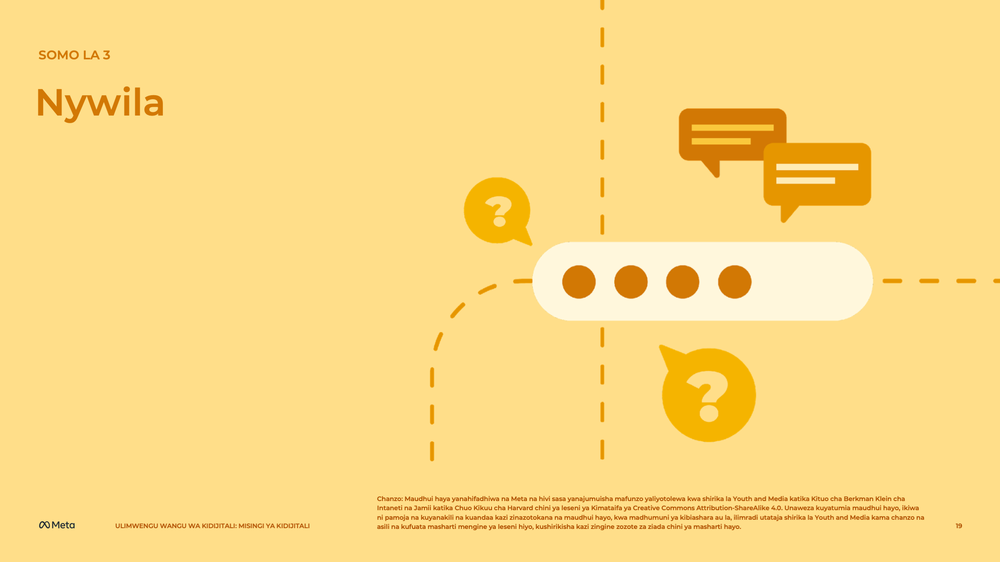 SOMO LA 3
Nywila
?
?
Chanzo: Maudhui haya yanahifadhiwa na Meta na hivi sasa yanajumuisha mafunzo yaliyotolewa kwa shirika la Youth and Media katika Kituo cha Berkman Klein cha
Intaneti na Jamii katika Chuo Kikuu cha Harvard chini ya leseni ya Kimataifa ya Creative Commons Attribution-ShareAlike 4.0. Unaweza kuyatumia maudhui hayo, ikiwa
ni pamoja na kuyanakili na kuandaa kazi zinazotokana na maudhui hayo, kwa madhumuni ya kibiashara au la, ilimradi utataja shirika la Youth and Media kama chanzo na
asili na kufuata masharti mengine ya leseni hiyo, kushirikisha kazi zingine zozote za ziada chini ya masharti hayo.
Meta
ULIMWENGU WANGU WA KIDIJITALI: MISINGI YA KIDIJITALI
19